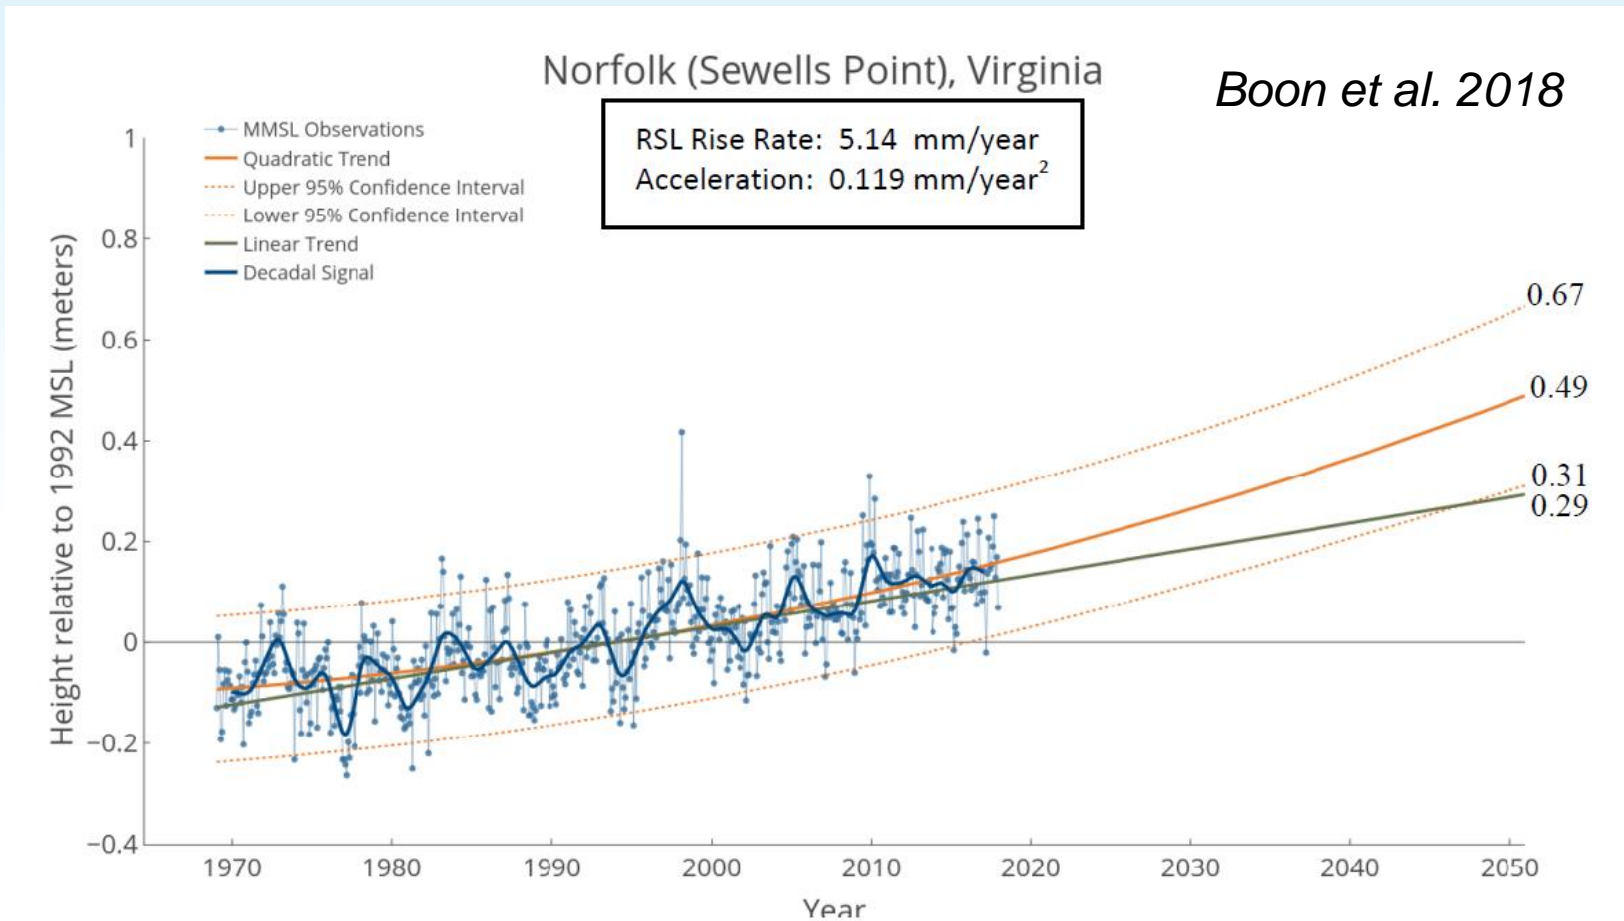 Norfolk (Sewells Point), Virginia
Boon et al. 2018
RSL Rise Rate: 5.14 mm/year
Acceleration: 0.119 mm/year²
MMSL Observations
Quadratic Trend
Upper 95% Confidence Interval
Lower 95% Confidence Interval
Linear Trend
Decadal Signal
Height relative to 1992 MSL (meters)
1
0.8
0.6
0.4
0.2
0
−0.2
−0.4
0.67
0.49
0.31
0.29
1970 1980 1990 2000 2010 2020 2030 2040 2050
Year